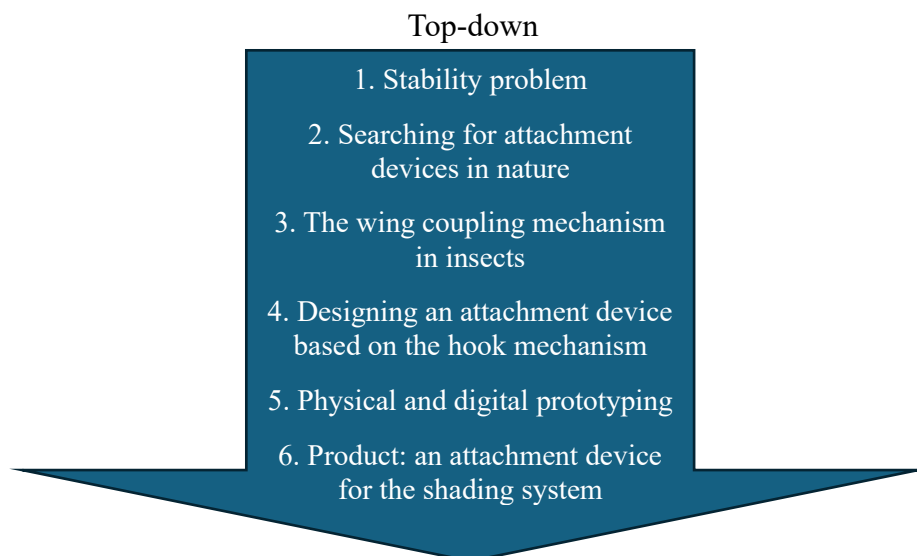 Top-down
1. Stability problem
2. Searching for attachment
devices in nature
3. The wing coupling mechanism
in insects
4. Designing an attachment device
based on the hook mechanism
5. Physical and digital prototyping
6. Product: an attachment device
for the shading system